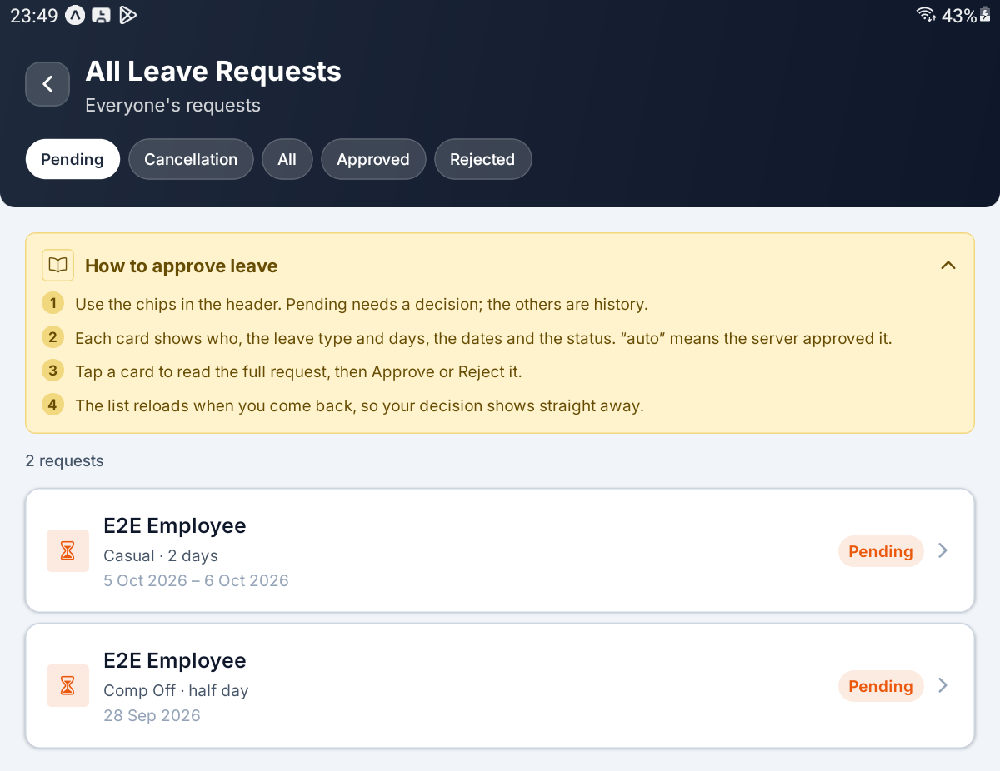 23:49
43%
All Leave Requests
Everyone's requests
Pending
Cancellation
All
Approved
Rejected
How to approve leave
1 Use the chips in the header. Pending needs a decision; the others are history.
2 Each card shows who, the leave type and days, the dates and the status. “auto” means the server approved it.
3 Tap a card to read the full request, then Approve or Reject it.
4 The list reloads when you come back, so your decision shows straight away.
2 requests
E2E Employee
Casual · 2 days
5 Oct 2026 – 6 Oct 2026
Pending
E2E Employee
Comp Off · half day
28 Sep 2026
Pending